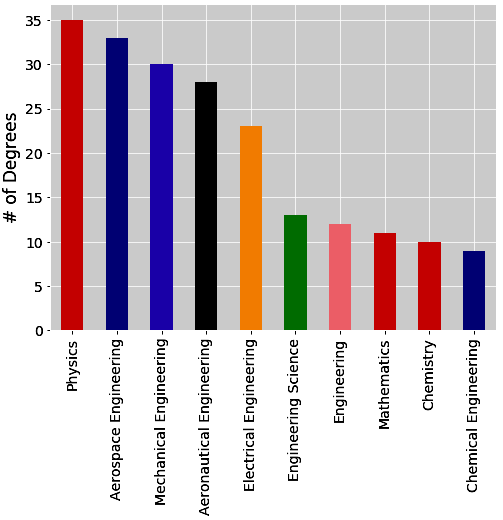 35
30
25
20
15
10
5
0
# of Degrees
Physics
Aerospace Engineering
Mechanical Engineering
Aeronautical Engineering
Electrical Engineering
Engineering Science
Engineering
Mathematics
Chemistry
Chemical Engineering